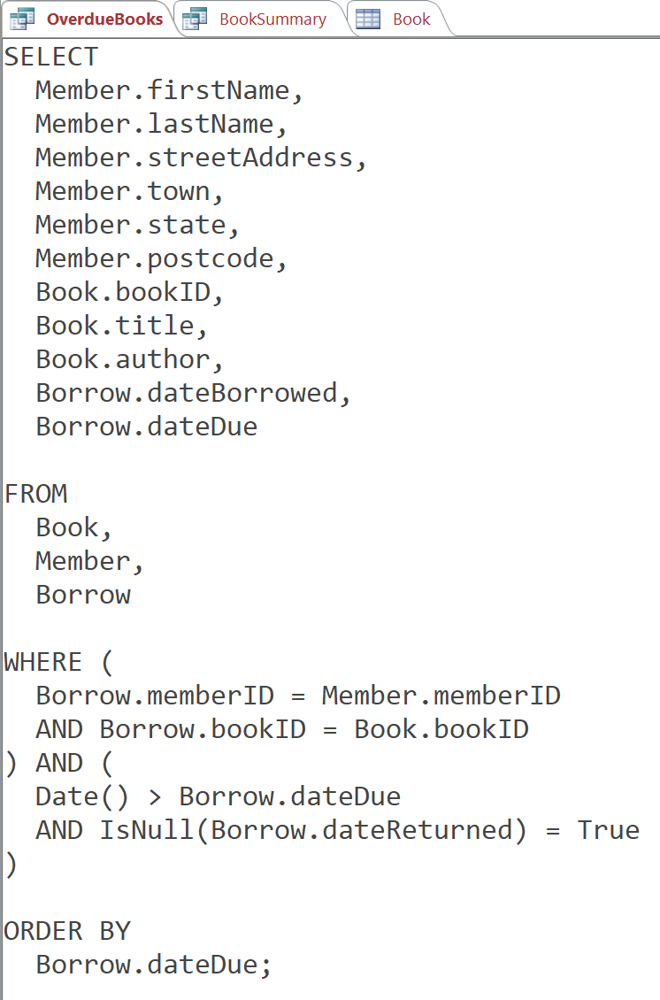 OverdueBooks BookSummary Book
SELECT
  Member.firstName,
  Member.lastName,
  Member.streetAddress,
  Member.town,
  Member.state,
  Member.postcode,
  Book.bookID,
  Book.title,
  Book.author,
  Borrow.dateBorrowed,
  Borrow.dateDue

FROM
  Book,
  Member,
  Borrow

WHERE (
  Borrow.memberID = Member.memberID
  AND Borrow.bookID = Book.bookID
) AND (
  Date() > Borrow.dateDue
  AND IsNull(Borrow.dateReturned) = True
)

ORDER BY
  Borrow.dateDue;